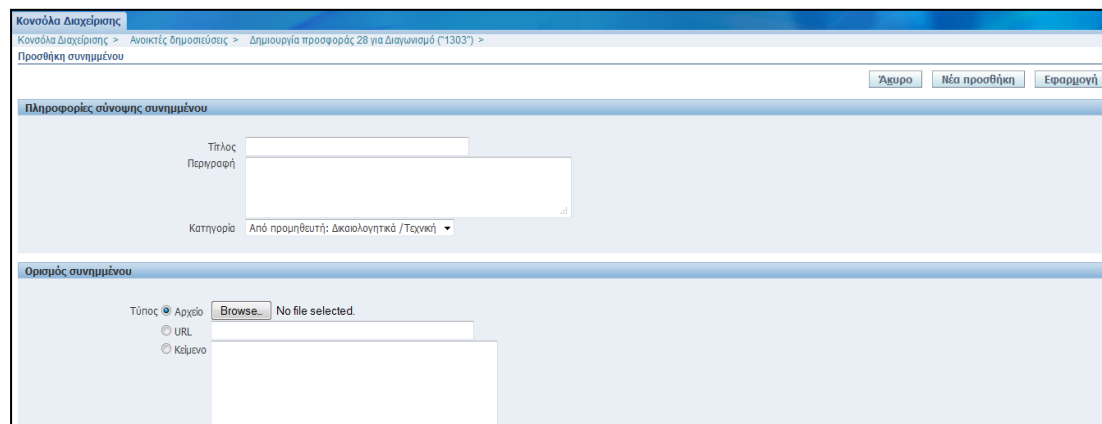 Κονσόλα Διαχείρισης
Κονσόλα Διαχείρισης > Ανοικτές δημοσιεύσεις > Δημιουργία προσφοράς 28 για Διαγωνισμό ("1303") >
Προσθήκη συνημμένου
Άκυρο Νέα προσθήκη Εφαρμογή
Πληροφορίες σύνοψης συνημμένου
Τίτλος
Περιγραφή
Κατηγορία Από προμηθευτή: Δικαιολογητικά /Τεχνική
Ορισμός συνημμένου
Τύπος Αρχείο Browse.. No file selected.
URL
Κείμενο